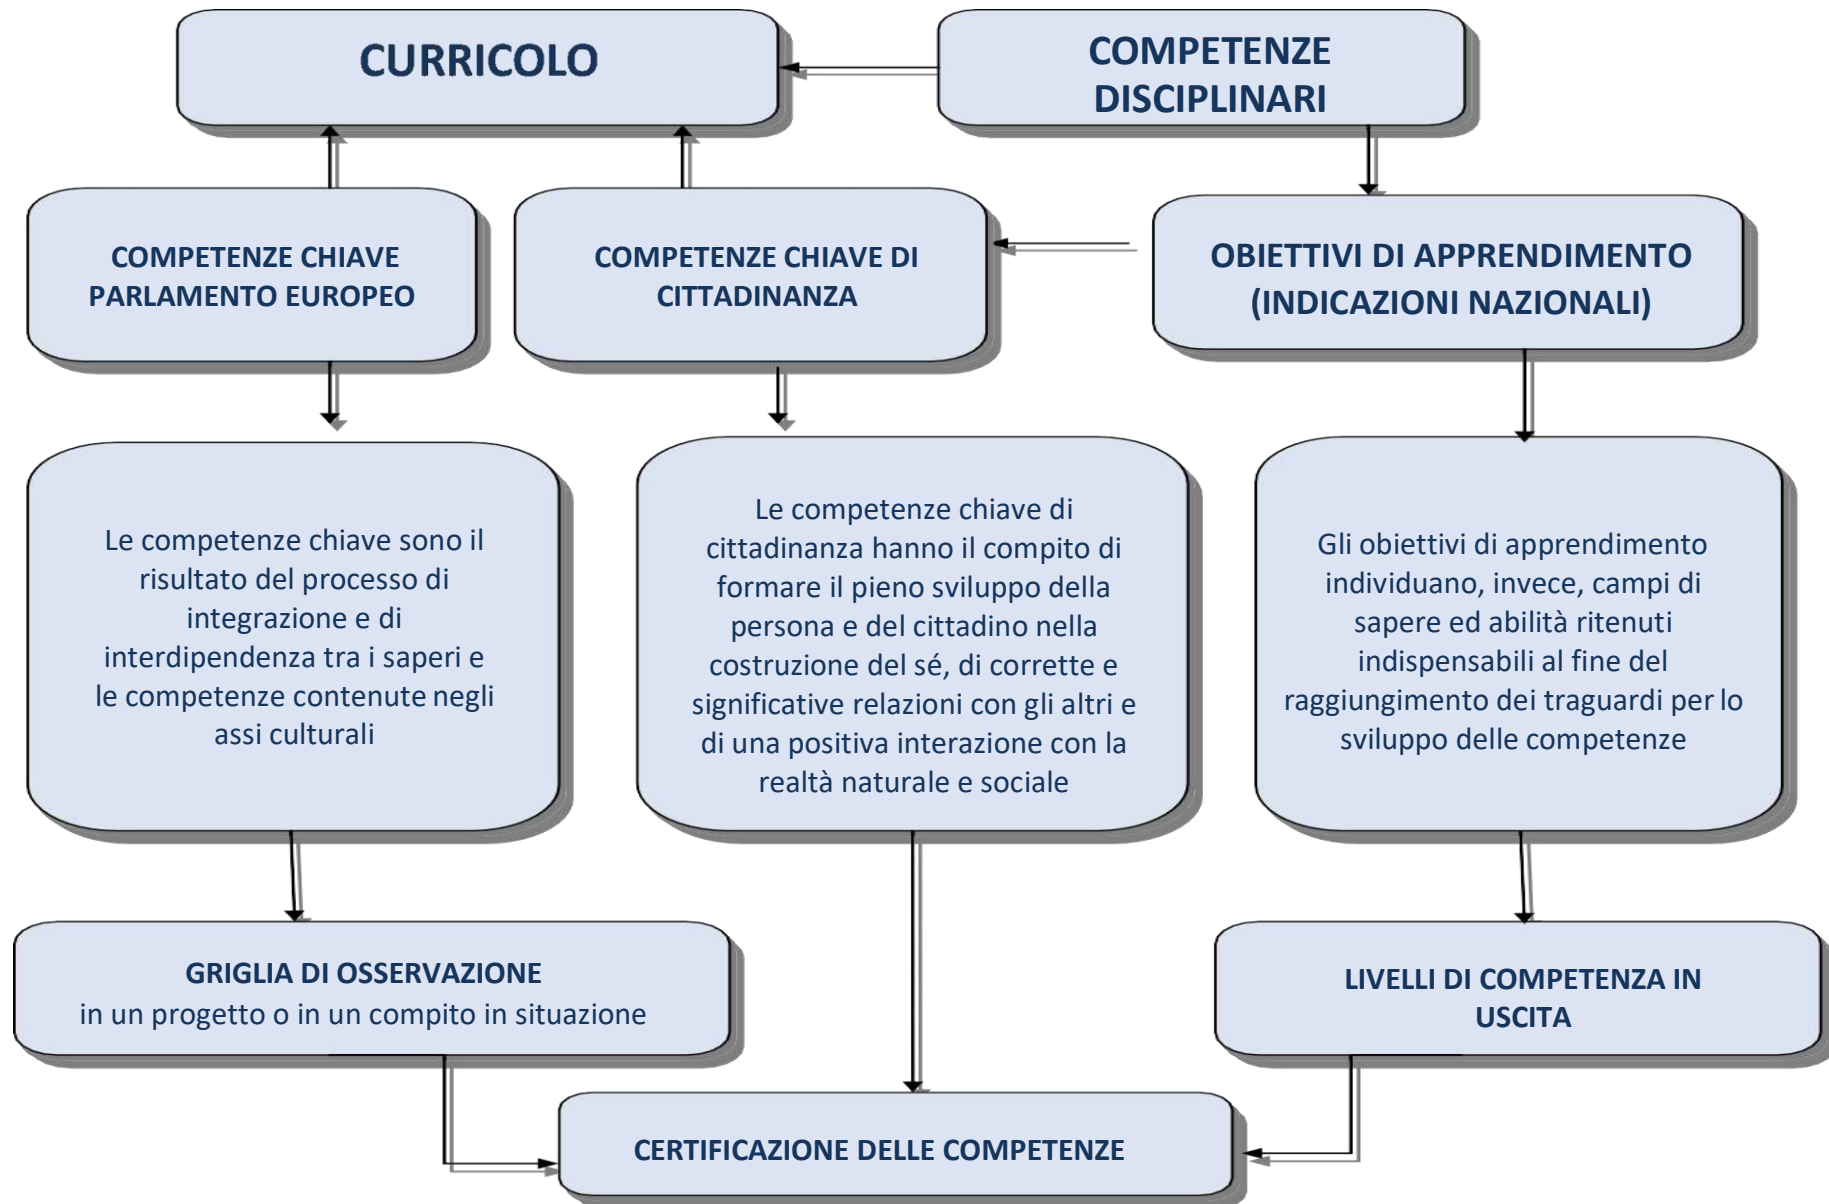 CURRICOLO
COMPETENZE
DISCIPLINARI
COMPETENZE CHIAVE
PARLAMENTO EUROPEO
COMPETENZE CHIAVE DI
CITTADINANZA
OBIETTIVI DI APPRENDIMENTO
(INDICAZIONI NAZIONALI)
Le competenze chiave sono il
risultato del processo di
integrazione e di
interdipendenza tra i saperi e
le competenze contenute negli
assi culturali
Le competenze chiave di
cittadinanza hanno il compito di
formare il pieno sviluppo della
persona e del cittadino nella
costruzione del sé, di corrette e
significative relazioni con gli altri e
di una positiva interazione con la
realtà naturale e sociale
Gli obiettivi di apprendimento
individuano, invece, campi di
sapere ed abilità ritenuti
indispensabili al fine del
raggiungimento dei traguardi per lo
sviluppo delle competenze
GRIGLIA DI OSSERVAZIONE
in un progetto o in un compito in situazione
LIVELLI DI COMPETENZA IN
USCITA
CERTIFICAZIONE DELLE COMPETENZE